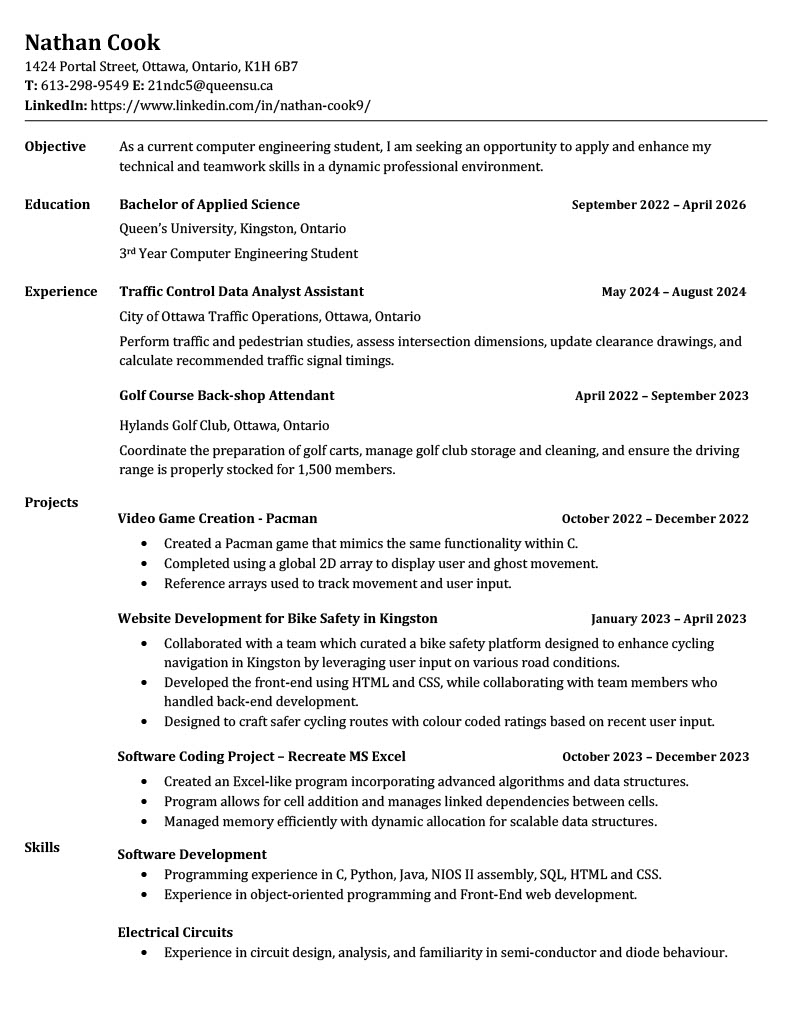 Nathan Cook
1424 Portal Street, Ottawa, Ontario, K1H 6B7
T: 613-298-9549 E: 21ndc5@queensu.ca
LinkedIn: https://www.linkedin.com/in/nathan-cook9/
Objective As a current computer engineering student, I am seeking an opportunity to apply and enhance my
technical and teamwork skills in a dynamic professional environment.
Education Bachelor of Applied Science September 2022 – April 2026
Queen's University, Kingston, Ontario
3rd Year Computer Engineering Student
Experience Traffic Control Data Analyst Assistant May 2024 – August 2024
City of Ottawa Traffic Operations, Ottawa, Ontario
Perform traffic and pedestrian studies, assess intersection dimensions, update clearance drawings, and
calculate recommended traffic signal timings.
Golf Course Back-shop Attendant April 2022 – September 2023
Hylands Golf Club, Ottawa, Ontario
Coordinate the preparation of golf carts, manage golf club storage and cleaning, and ensure the driving
range is properly stocked for 1,500 members.
Projects
Video Game Creation - Pacman October 2022 – December 2022
• Created a Pacman game that mimics the same functionality within C.
• Completed using a global 2D array to display user and ghost movement.
• Reference arrays used to track movement and user input.
Website Development for Bike Safety in Kingston January 2023 – April 2023
• Collaborated with a team which curated a bike safety platform designed to enhance cycling
navigation in Kingston by leveraging user input on various road conditions.
• Developed the front-end using HTML and CSS, while collaborating with team members who
handled back-end development.
• Designed to craft safer cycling routes with colour coded ratings based on recent user input.
Software Coding Project – Recreate MS Excel October 2023 – December 2023
• Created an Excel-like program incorporating advanced algorithms and data structures.
• Program allows for cell addition and manages linked dependencies between cells.
• Managed memory efficiently with dynamic allocation for scalable data structures.
Skills
Software Development
• Programming experience in C, Python, Java, NIOS II assembly, SQL, HTML and CSS.
• Experience in object-oriented programming and Front-End web development.
Electrical Circuits
• Experience in circuit design, analysis, and familiarity in semi-conductor and diode behaviour.